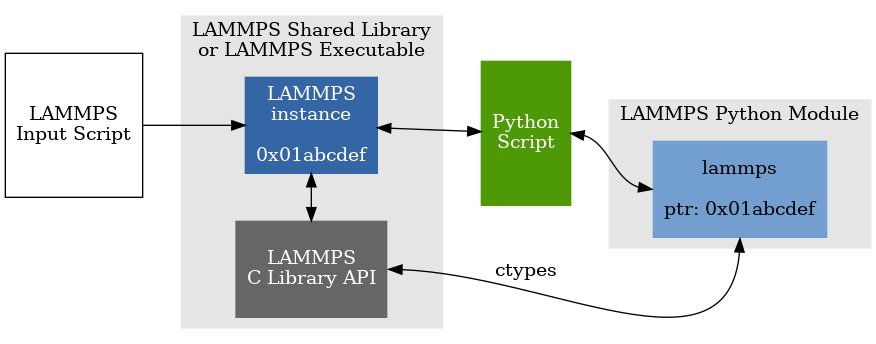 LAMMPS
Input Script
LAMMPS Shared Library
or LAMMPS Executable
LAMMPS
instance
0x01abcdef
LAMMPS
C Library API
Python
Script
ctypes
LAMMPS Python Module
lammps
ptr: 0x01abcdef